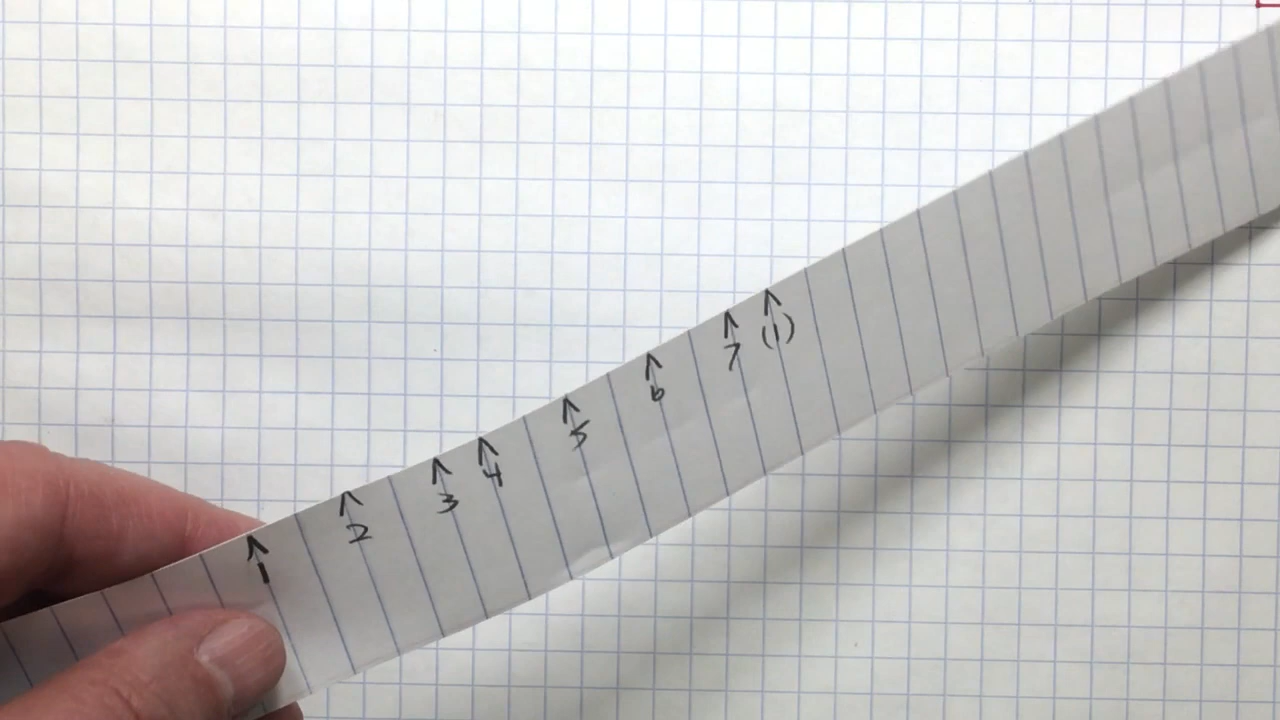 ↑ ↑ ↑ ↑ ↑ ↑ ↑ ↑
1 2 3 4 5 6 7 (1)